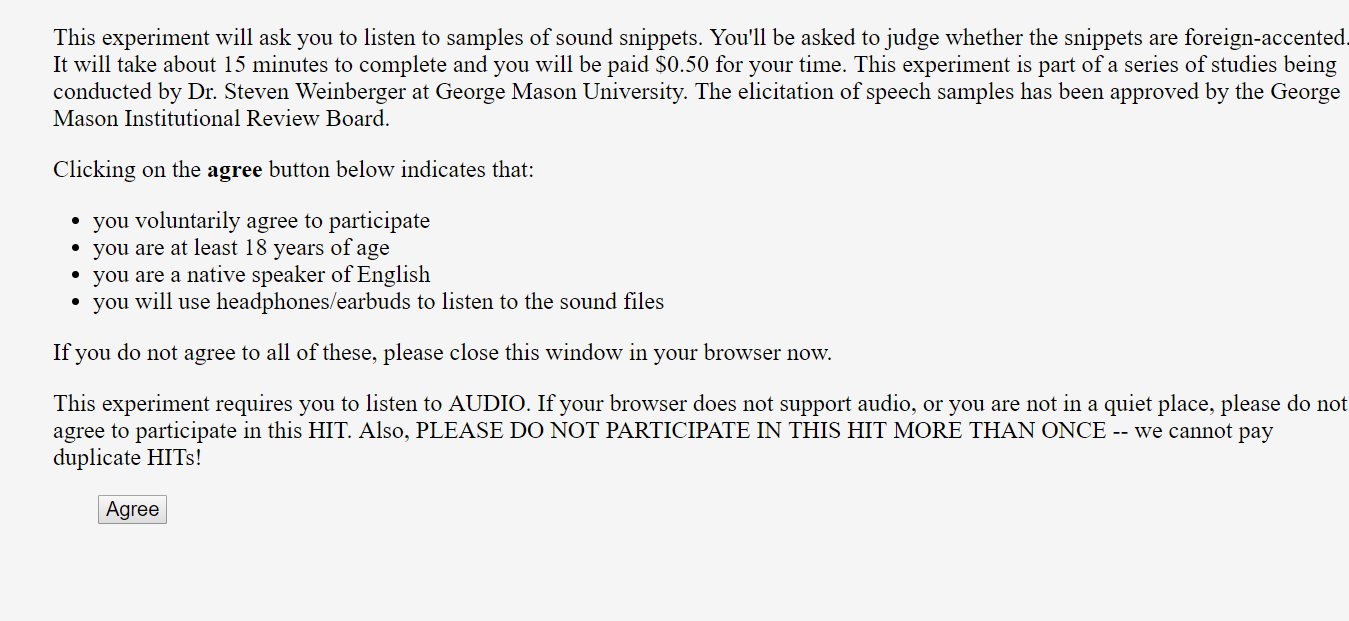 This experiment will ask you to listen to samples of sound snippets. You'll be asked to judge whether the snippets are foreign-accented.
It will take about 15 minutes to complete and you will be paid $0.50 for your time. This experiment is part of a series of studies being
conducted by Dr. Steven Weinberger at George Mason University. The elicitation of speech samples has been approved by the George
Mason Institutional Review Board.
Clicking on the agree button below indicates that:
• you voluntarily agree to participate
• you are at least 18 years of age
• you are a native speaker of English
• you will use headphones/earbuds to listen to the sound files
If you do not agree to all of these, please close this window in your browser now.
This experiment requires you to listen to AUDIO. If your browser does not support audio, or you are not in a quiet place, please do not
agree to participate in this HIT. Also, PLEASE DO NOT PARTICIPATE IN THIS HIT MORE THAN ONCE -- we cannot pay
duplicate HITs!
Agree